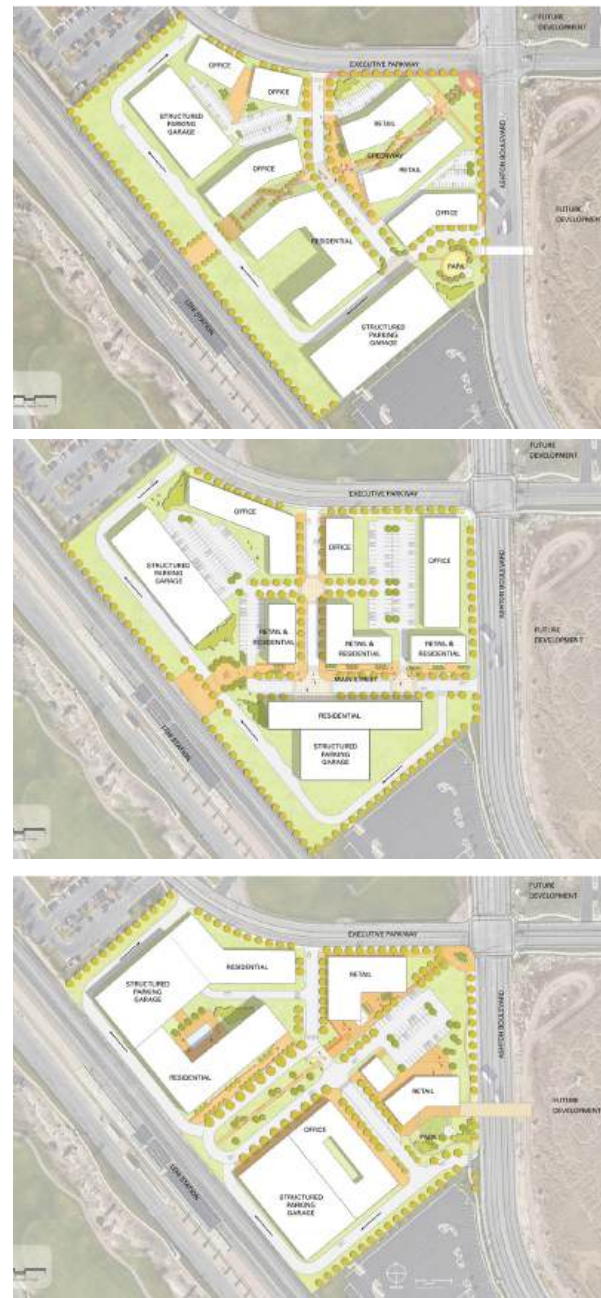 FUTURE
DEVELOPMENT
EXECUTIVE PARKWAY
OFFICE
OFFICE
STRUCTURED
PARKING
GARAGE
RETAIL
GREENWAY
RETAIL
OFFICE
ASHTON BOULEVARD
FUTURE
DEVELOPMENT
OFFICE
RESIDENTIAL
PARK
STRUCTURED
PARKING
GARAGE
STATION
FUTURE
DEVELOPMENT
EXECUTIVE PARKWAY
OFFICE
OFFICE
OFFICE
ASHTON BOULEVARD
STRUCTURED
PARKING
GARAGE
RETAIL &
RESIDENTIAL
RETAIL &
RESIDENTIAL
RETAIL &
RESIDENTIAL
FUTURE
DEVELOPMENT
MAIN STREET
RESIDENTIAL
STRUCTURED
PARKING
GARAGE
STATION
FUTURE
DEVELOPMENT
EXECUTIVE PARKWAY
RESIDENTIAL
RETAIL
STRUCTURED
PARKING
GARAGE
ASHTON BOULEVARD
RESIDENTIAL
RETAIL
FUTURE
DEVELOPMENT
OFFICE
PARK
STRUCTURED
PARKING
GARAGE
STATION